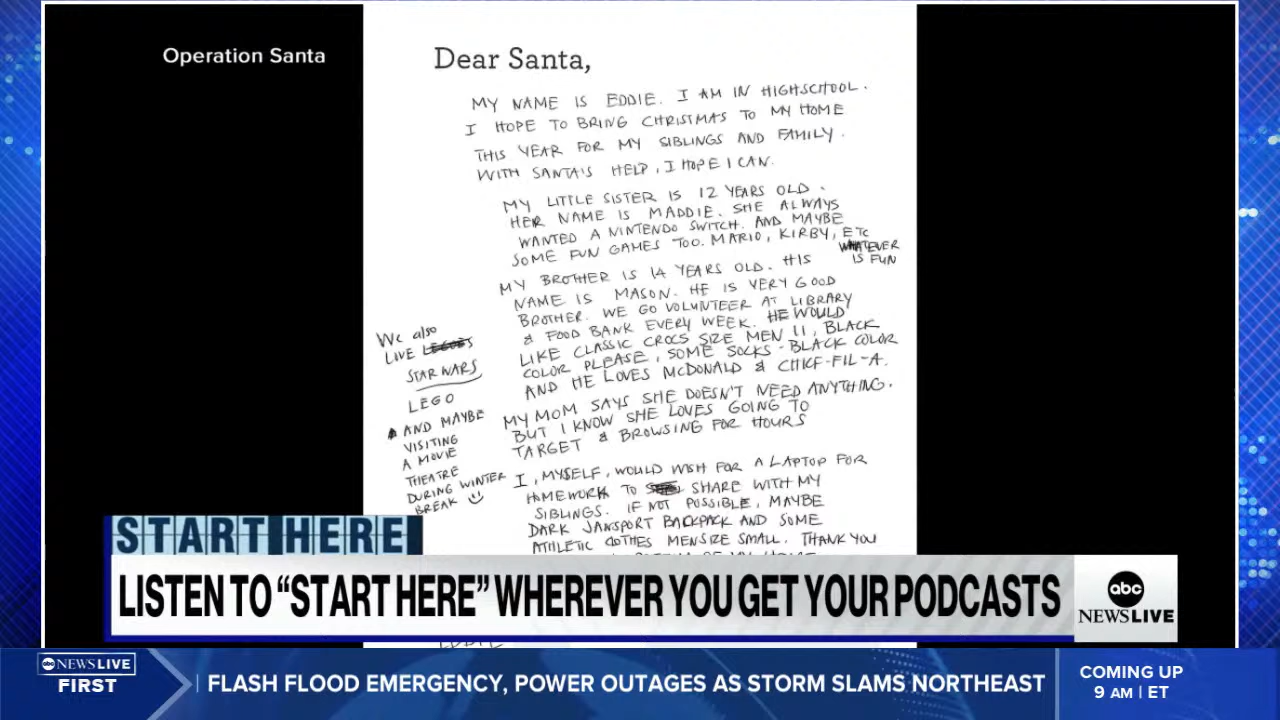 Operation Santa
Dear Santa,
MY NAME IS EDDIE. I AM IN HIGHSCHOOL.
I HOPE TO BRING CHRISTMAS TO MY HOME
THIS YEAR FOR MY SIBLINGS AND FAMILY.
WITH SANTA'S HELP, I HOPE I CAN.
MY LITTLE SISTER IS 12 YEARS OLD.
HER NAME IS MADDIE. SHE ALWAYS
WANTED A NINTENDO SWITCH. AND MAYBE
SOME FUN GAMES TOO. MARIO, KIRBY, ETC
WHATEVER
IS FUN
MY BROTHER IS 14 YEARS OLD. HIS
NAME IS MASON. HE IS VERY GOOD
BROTHER. WE GO VOLUNTEER AT LIBRARY
& FOOD BANK EVERY WEEK. HE WOULD
LIKE CLASSIC CROCS SIZE MEN 11, BLACK
COLOR PLEASE, SOME SOCKS - BLACK COLOR
AND HE LOVES MCDONALD & CHICF-FIL-A.
We also
LIVE
STAR WARS
LEGO
AND MAYBE
VISITING
A MOVIE
THEATRE
DURING WINTER
BREAK
MY MOM SAYS SHE DOESN'T NEED ANYTHING.
BUT I KNOW SHE LOVES GOING TO
TARGET & BROWSING FOR HOURS
I, MYSELF, WOULD WISH FOR A LAPTOP FOR
HOMEWORK TO SHARE WITH MY
SIBLINGS. IF NOT POSSIBLE, MAYBE
DARK JANSPORT BACKPACK AND SOME
ATHLETIC CLOTHES MENSIZE SMALL. THANK YOU
START HERE
LISTEN TO “START HERE” WHEREVER YOU GET YOUR PODCASTS
abc
NEWS LIVE
abc NEWS LIVE
FIRST
FLASH FLOOD EMERGENCY, POWER OUTAGES AS STORM SLAMS NORTHEAST
COMING UP
9 AM | ET